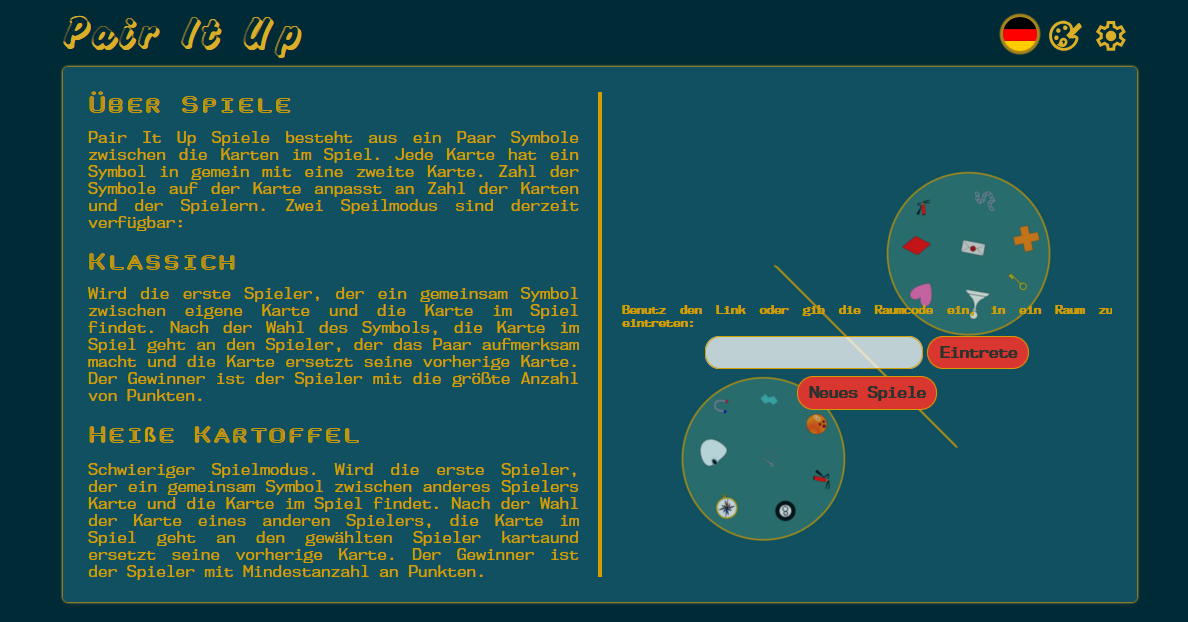 Pair It Up
Über Spiele
Pair It Up Spiele besteht aus ein Paar Symbole
zwischen die Karten im Spiel. Jede Karte hat ein
Symbol in gemein mit eine zweite Karte. Zahl der
Symbole auf der Karte anpasst an Zahl der Karten
und der Spielern. Zwei Speilmodus sind derzeit
verfügbar:
Klassich
Wird die erste Spieler, der ein gemeinsam Symbol
zwischen eigene Karte und die Karte im Spiel
findet. Nach der Wahl des Symbols, die Karte im
Spiel geht an den Spieler, der das Paar aufmerksam
macht und die Karte ersetzt seine vorherige Karte.
Der Gewinner ist der Spieler mit die größte Anzahl
von Punkten.
Heiße Kartoffel
Schwieriger Spielmodus. Wird die erste Spieler,
der ein gemeinsam Symbol zwischen anderes Spielers
Karte und die Karte im Spiel findet. Nach der Wahl
der Karte eines anderen Spielers, die Karte im
Spiel geht an den gewählten Spieler kartaund
ersetzt seine vorherige Karte. Der Gewinner ist
der Spieler mit Mindestanzahl an Punkten.
Benutz den Link oder gib die Raumcode ein, in ein Raum zu
eintreten:
Eintrete
Neues Spiele
8